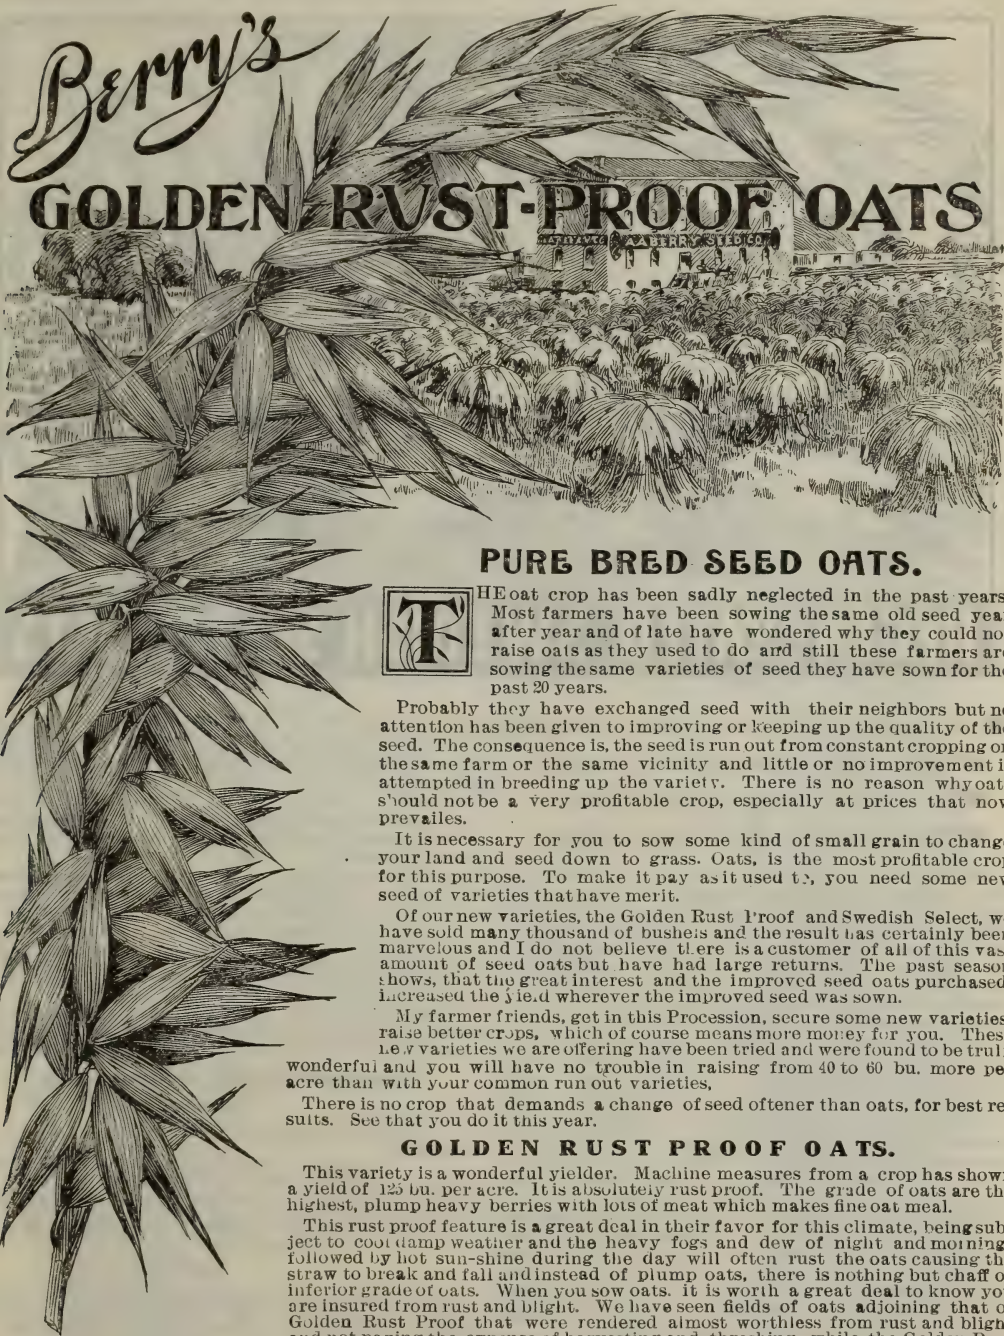 Berry's
GOLDEN RUST-PROOF OATS
A.A. BERRY SEED CO.
PURE BRED SEED OATS.
THE oat crop has been sadly neglected in the past years
Most farmers have been sowing the same old seed yea
after year and of late have wondered why they could no
raise oats as they used to do and still these farmers ar
sowing the same varieties of seed they have sown for th
past 20 years.
Probably they have exchanged seed with their neighbors but n
attention has been given to improving or keeping up the quality of th
seed. The consequence is, the seed is run out from constant cropping o
the same farm or the same vicinity and little or no improvement i
attempted in breeding up the variety. There is no reason why oat
should not be a very profitable crop, especially at prices that now
prevailes.
It is necessary for you to sow some kind of small grain to chang
your land and seed down to grass. Oats, is the most profitable crop
for this purpose. To make it pay as it used to, you need some new
seed of varieties that have merit.
Of our new varieties, the Golden Rust Proof and Swedish Select, w
have sold many thousand of bushels and the result has certainly been
marvelous and I do not believe there is a customer of all of this vas
amount of seed oats but have had large returns. The past season
shows, that the great interest and the improved seed oats purchased
increased the yield wherever the improved seed was sown.
My farmer friends, get in this Procession, secure some new varieties
raise better crops, which of course means more money for you. Thes
new varieties we are offering have been tried and were found to be trul
wonderful and you will have no trouble in raising from 40 to 60 bu. more pe
acre than with your common run out varieties,
There is no crop that demands a change of seed oftener than oats, for best re
sults. See that you do it this year.
GOLDEN RUST PROOF OATS.
This variety is a wonderful yielder. Machine measures from a crop has show
a yield of 125 bu. per acre. It is absolutely rust proof. The grade of oats are th
highest, plump heavy berries with lots of meat which makes fine oat meal.
This rust proof feature is a great deal in their favor for this climate, being sub
ject to cool damp weather and the heavy fogs and dew of night and morning
followed by hot sun-shine during the day will often rust the oats causing th
straw to break and fall and instead of plump oats, there is nothing but chaff o
inferior grade of oats. When you sow oats, it is worth a great deal to know yo
are insured from rust and blight. We have seen fields of oats adjoining that o
Golden Rust Proof that were rendered almost worthless from rust and bligh